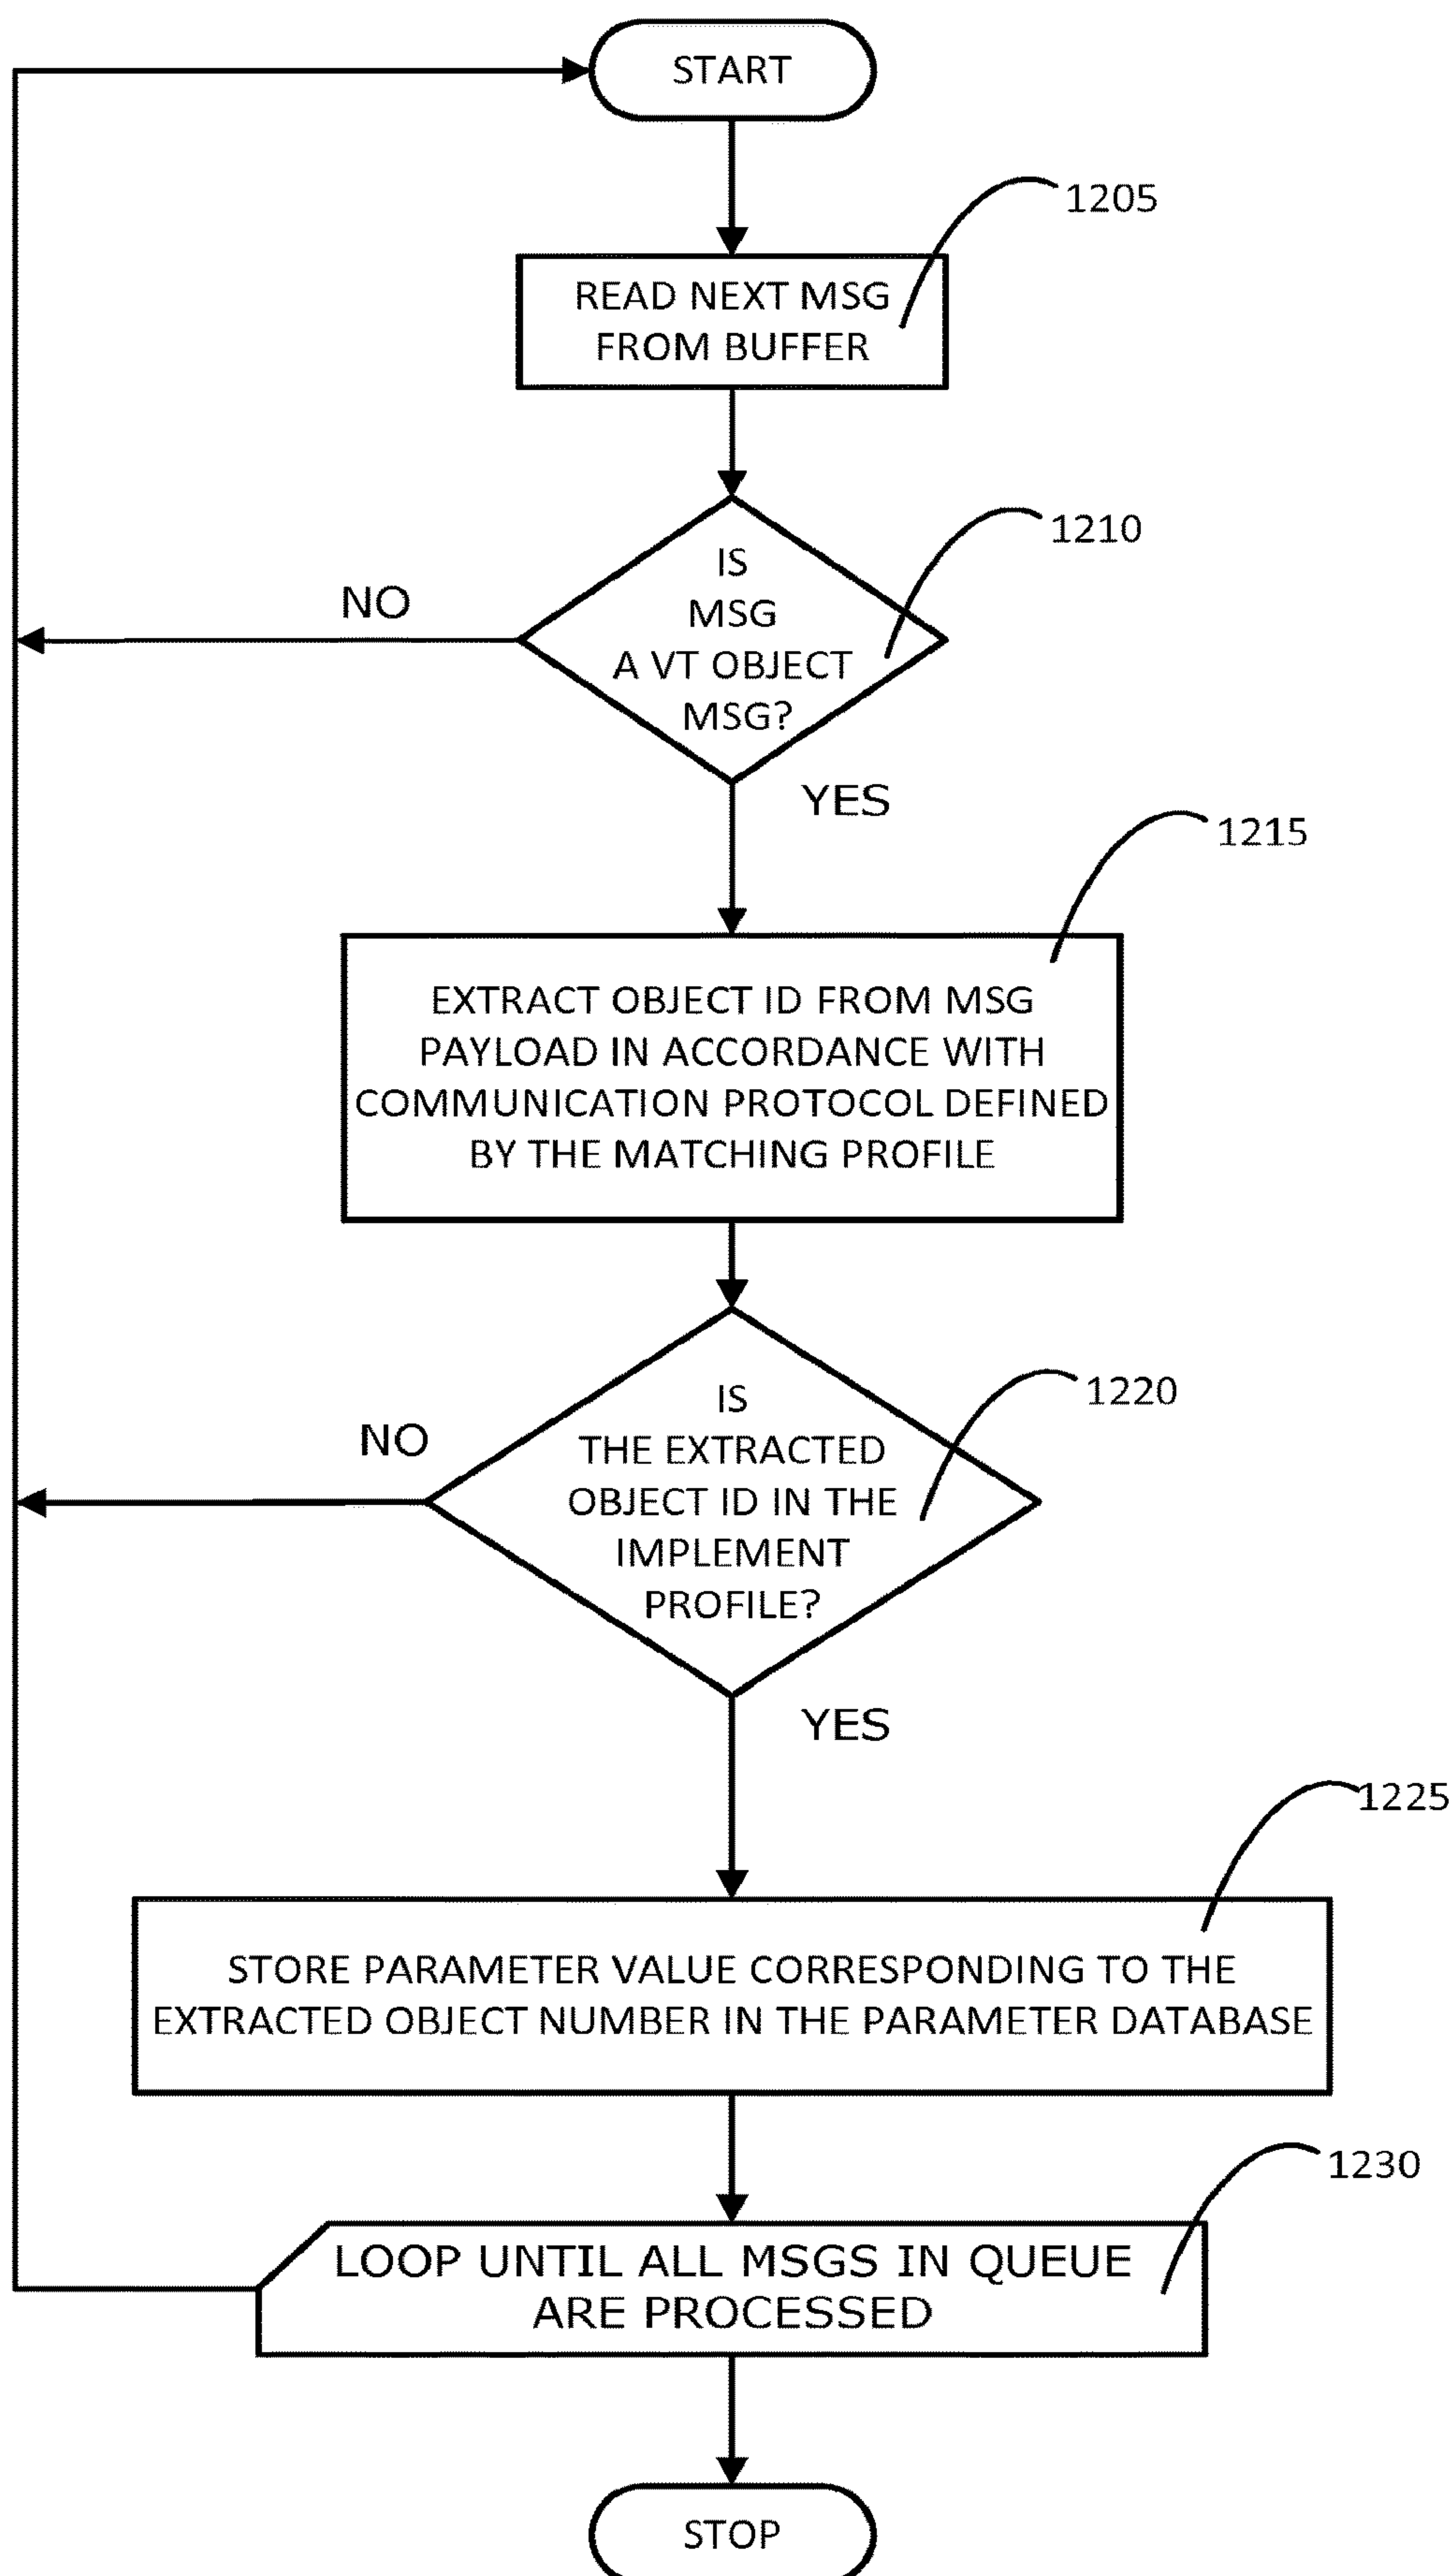 START
1205
READ NEXT MSG
FROM BUFFER
1210
IS
MSG
A VT OBJECT
MSG?
NO
YES
1215
EXTRACT OBJECT ID FROM MSG
PAYLOAD IN ACCORDANCE WITH
COMMUNICATION PROTOCOL DEFINED
BY THE MATCHING PROFILE
1220
IS
THE EXTRACTED
OBJECT ID IN THE
IMPLEMENT
PROFILE?
NO
YES
1225
STORE PARAMETER VALUE CORRESPONDING TO THE
EXTRACTED OBJECT NUMBER IN THE PARAMETER DATABASE
1230
LOOP UNTIL ALL MSGS IN QUEUE
ARE PROCESSED
STOP